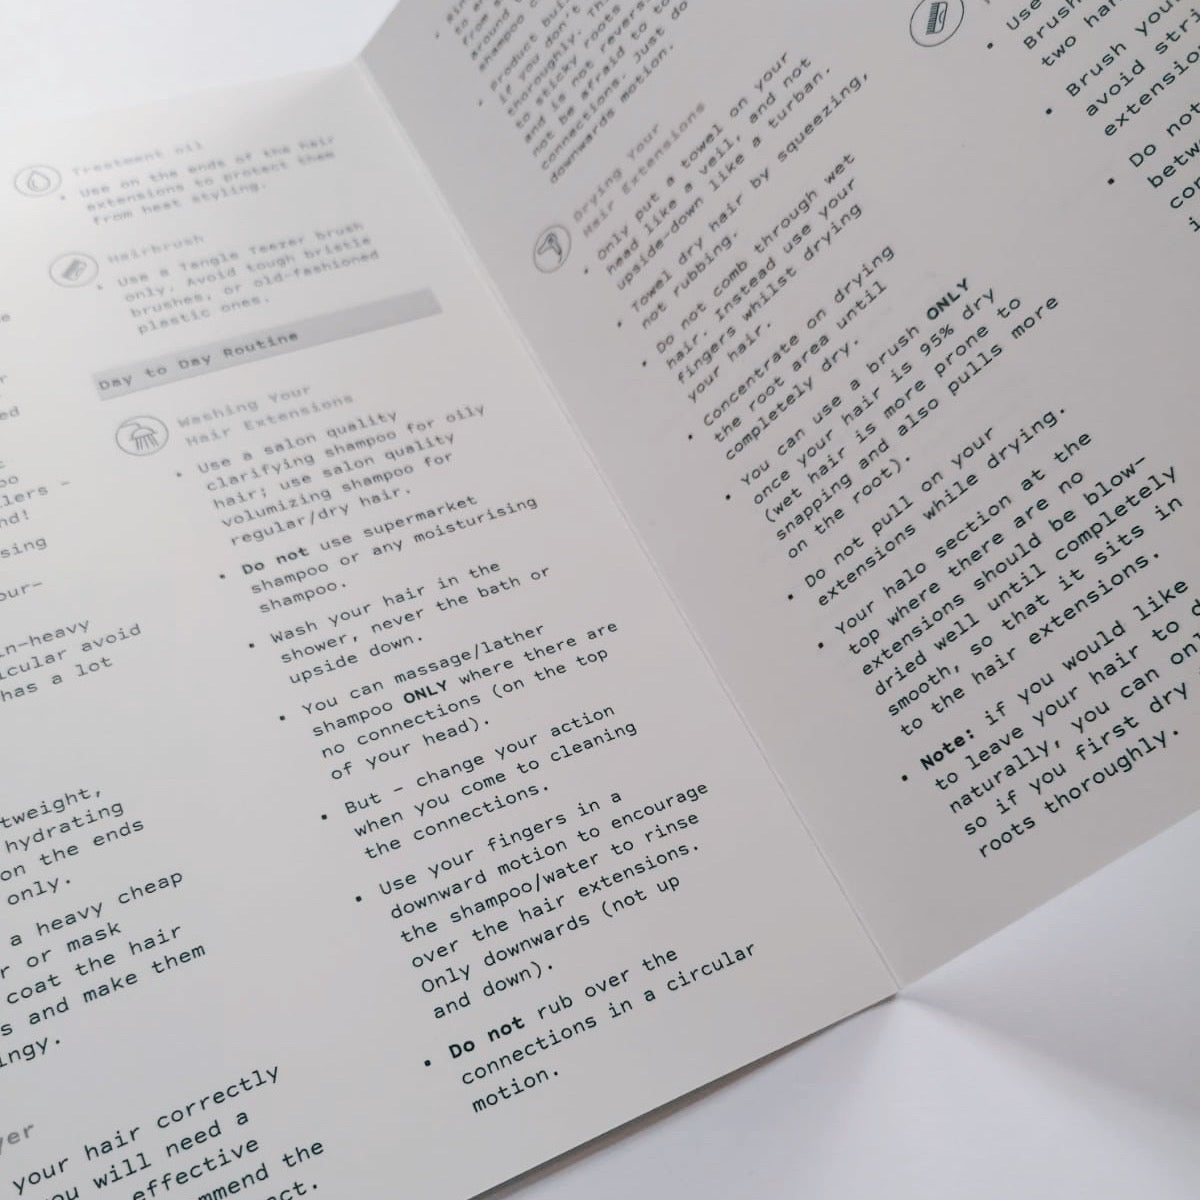 sing
in-heavy
icular avoid
has a lot
tweight,
hydrating
on the ends
only.
a heavy cheap
or mask
coat the hair
and make them
your hair correctly
you will need a
effective
the
Treatment oil
• Use on the ends of the hair
extensions to protect them
from heat styling.
Hairbrush
• Use a Tangle Teezer brush
only. Avoid tough bristle
brushes, or old-fashioned
plastic ones.
Day to Day Routine
Washing Your
Hair Extensions
• Use a salon quality
clarifying shampoo for oily
hair; use salon quality
volumizing shampoo for
regular/dry hair.
• Do not use supermarket
shampoo or any moisturising
shampoo.
• Wash your hair in the
shower, never the bath or
upside down.
• You can massage/lather
shampoo ONLY where there are
no connections (on the top
of your head).
• But – change your action
when you come to cleaning
the connections.
• Use your fingers in a
downward motion to encourage
the shampoo/water to rinse
over the hair extensions.
Only downwards (not up
and down).
• Do not rub over the
connections in a circular
motion.
shampoo
• Product
if you don't
thoroughly.
to sticky roots
and is not
not be afraid to
connections. Just do
downwards motion.
Drying Your
Hair Extensions
• Only put a towel on your
head like a veil, and not
upside-down like a turban.
• Towel dry hair by squeezing,
not rubbing.
• Do not comb through wet
hair. Instead use your
fingers whilst drying
your hair.
• Concentrate on drying
the root area until
completely dry.
• You can use a brush ONLY
once your hair is 95% dry
(wet hair is more prone to
snapping and also pulls more
on the root).
• Do not pull on your
extensions while drying.
• Your halo section at the
top where there are no
extensions should be blow-
dried well until completely
smooth, so that it sits in
to the hair extensions.
• Note: if you would like
to leave your hair to
naturally, you can
so if you first dry
roots thoroughly.
• Use
Brush
two
• Brush your
avoid
• Do not